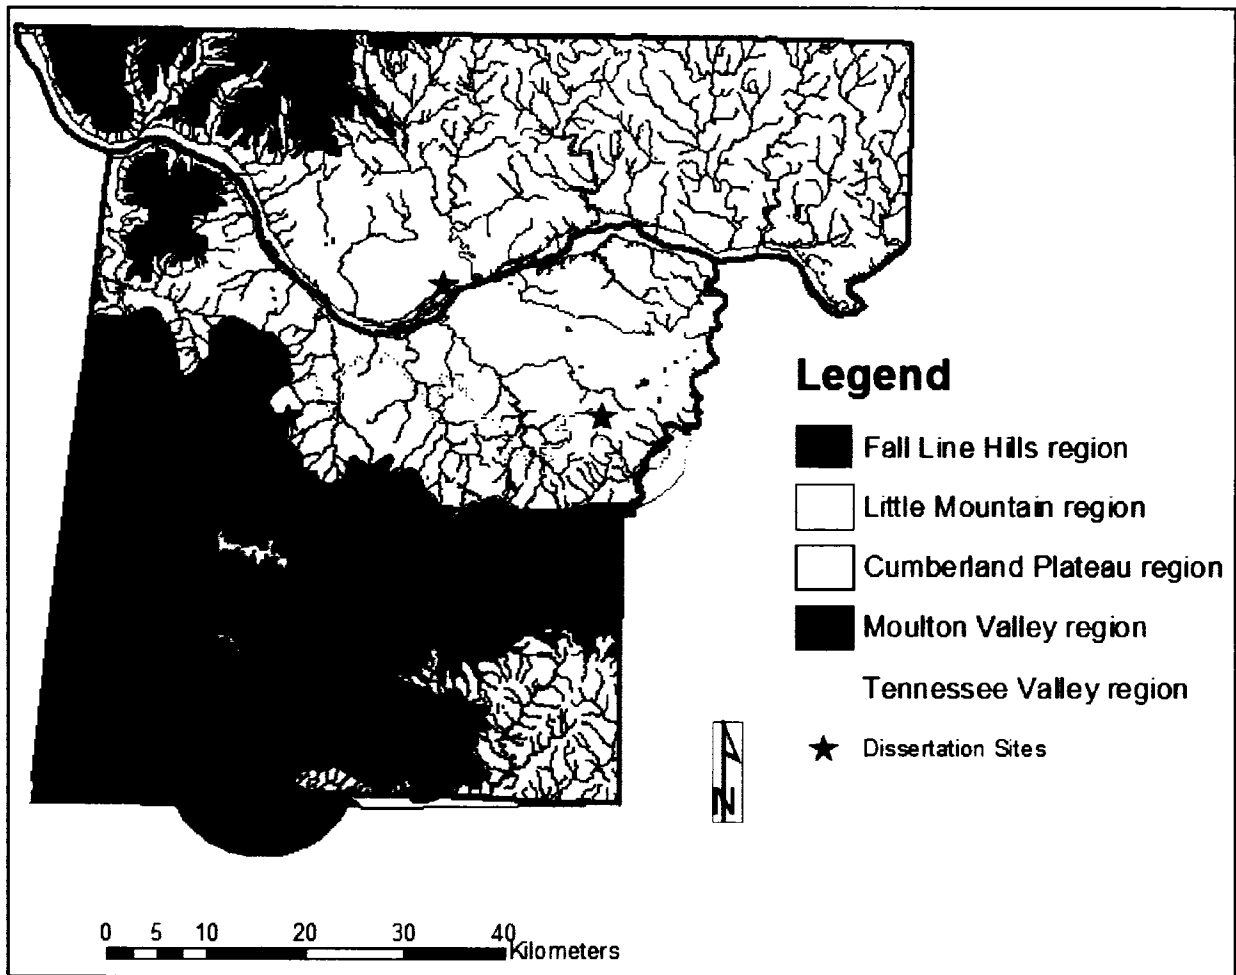 Legend
Fall Line Hills region
Little Mountain region
Cumberland Plateau region
Moulton Valley region
Tennessee Valley region
Dissertation Sites
N
0 5 10 20 30 40
Kilometers